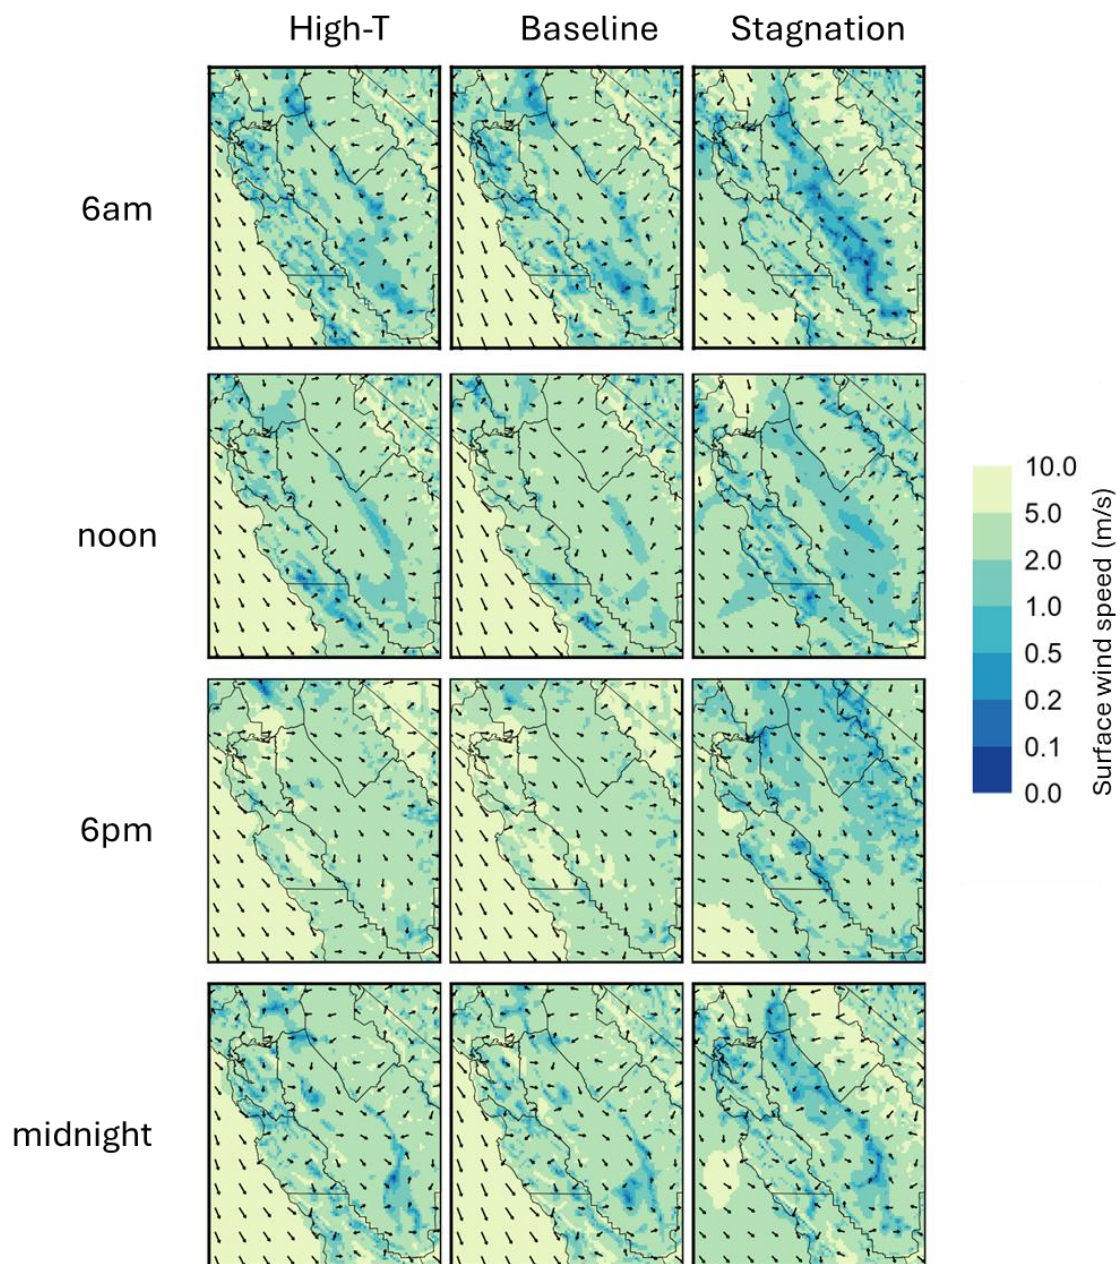 High-T Baseline Stagnation
6am
noon
6pm
midnight
10.0
5.0
2.0
1.0
0.5
0.2
0.1
0.0
Surface wind speed (m/s)